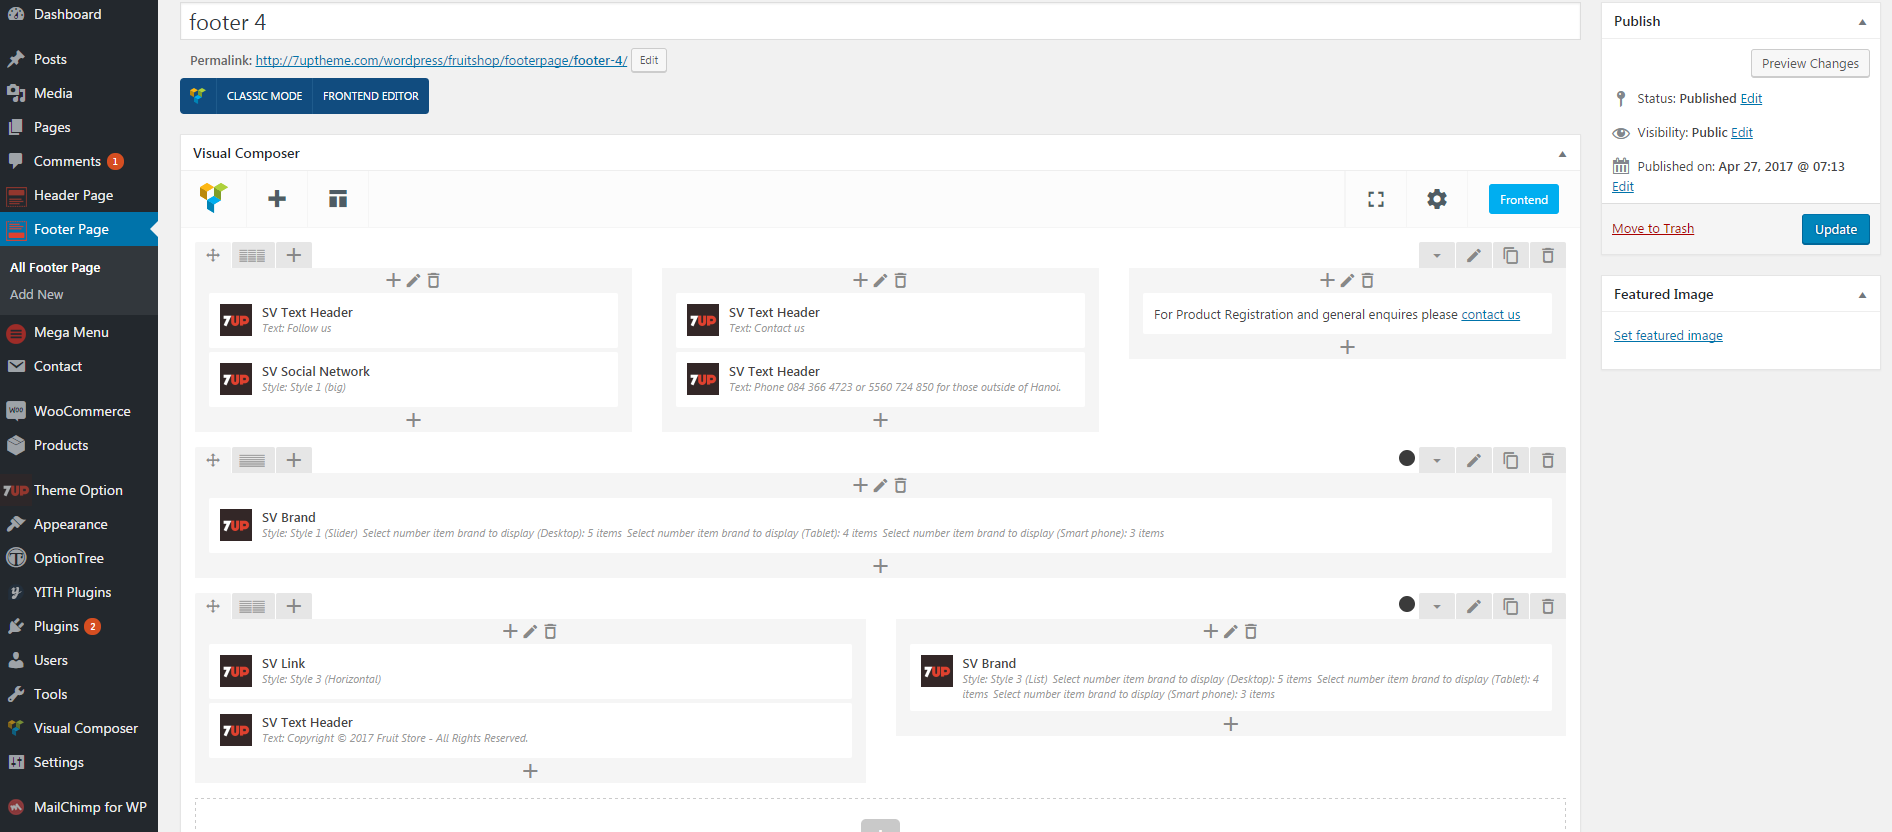 Dashboard
Posts
Media
Pages
Comments 1
Header Page
Footer Page
All Footer Page
Add New
Mega Menu
Contact
WOO WooCommerce
Products
7UP Theme Option
Appearance
OptionTree
YITH Plugins
Plugins 2
Users
Tools
Visual Composer
Settings
MailChimp for WP
footer 4
Permalink: http://7uptheme.com/wordpress/fruitshop/footerpage/footer-4/ Edit
CLASSIC MODE FRONTEND EDITOR
Visual Composer
Frontend
7UP SV Text Header
Text: Follow us
7UP SV Social Network
Style: Style 1 (big)
7UP SV Text Header
Text: Contact us
7UP SV Text Header
Text: Phone 084 366 4723 or 5560 724 850 for those outside of Hanoi.
For Product Registration and general enquires please contact us
7UP SV Brand
Style: Style 1 (Slider) Select number item brand to display (Desktop): 5 items Select number item brand to display (Tablet): 4 items Select number item brand to display (Smart phone): 3 items
7UP SV Link
Style: Style 3 (Horizontal)
7UP SV Text Header
Text: Copyright © 2017 Fruit Store - All Rights Reserved.
7UP SV Brand
Style: Style 3 (List) Select number item brand to display (Desktop): 5 items Select number item brand to display (Tablet): 4
items Select number item brand to display (Smart phone): 3 items
Publish
Preview Changes
Status: Published Edit
Visibility: Public Edit
Published on: Apr 27, 2017 @ 07:13
Edit
Move to Trash Update
Featured Image
Set featured image